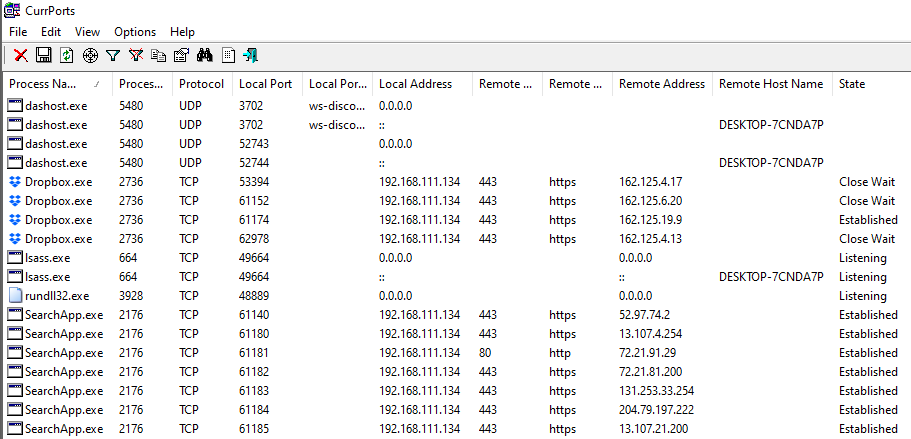 CurrPorts
File Edit View Options Help
Process Na... Proces... Protocol Local Port Local Por... Local Address Remote ... Remote ... Remote Address Remote Host Name State
dashost.exe 5480 UDP 3702 ws-disco... 0.0.0.0
dashost.exe 5480 UDP 3702 ws-disco... :: DESKTOP-7CNDA7P
dashost.exe 5480 UDP 52743 0.0.0.0
dashost.exe 5480 UDP 52744 :: DESKTOP-7CNDA7P
Dropbox.exe 2736 TCP 53394 192.168.111.134 443 https 162.125.4.17 Close Wait
Dropbox.exe 2736 TCP 61152 192.168.111.134 443 https 162.125.6.20 Close Wait
Dropbox.exe 2736 TCP 61174 192.168.111.134 443 https 162.125.19.9 Established
Dropbox.exe 2736 TCP 62978 192.168.111.134 443 https 162.125.4.13 Close Wait
lsass.exe 664 TCP 49664 0.0.0.0 0.0.0.0 Listening
lsass.exe 664 TCP 49664 :: :: DESKTOP-7CNDA7P Listening
rundll32.exe 3928 TCP 48889 0.0.0.0 0.0.0.0 Listening
SearchApp.exe 2176 TCP 61140 192.168.111.134 443 https 52.97.74.2 Established
SearchApp.exe 2176 TCP 61180 192.168.111.134 443 https 13.107.4.254 Established
SearchApp.exe 2176 TCP 61181 192.168.111.134 80 http 72.21.91.29 Established
SearchApp.exe 2176 TCP 61182 192.168.111.134 443 https 72.21.81.200 Established
SearchApp.exe 2176 TCP 61183 192.168.111.134 443 https 131.253.33.254 Established
SearchApp.exe 2176 TCP 61184 192.168.111.134 443 https 204.79.197.222 Established
SearchApp.exe 2176 TCP 61185 192.168.111.134 443 https 13.107.21.200 Established